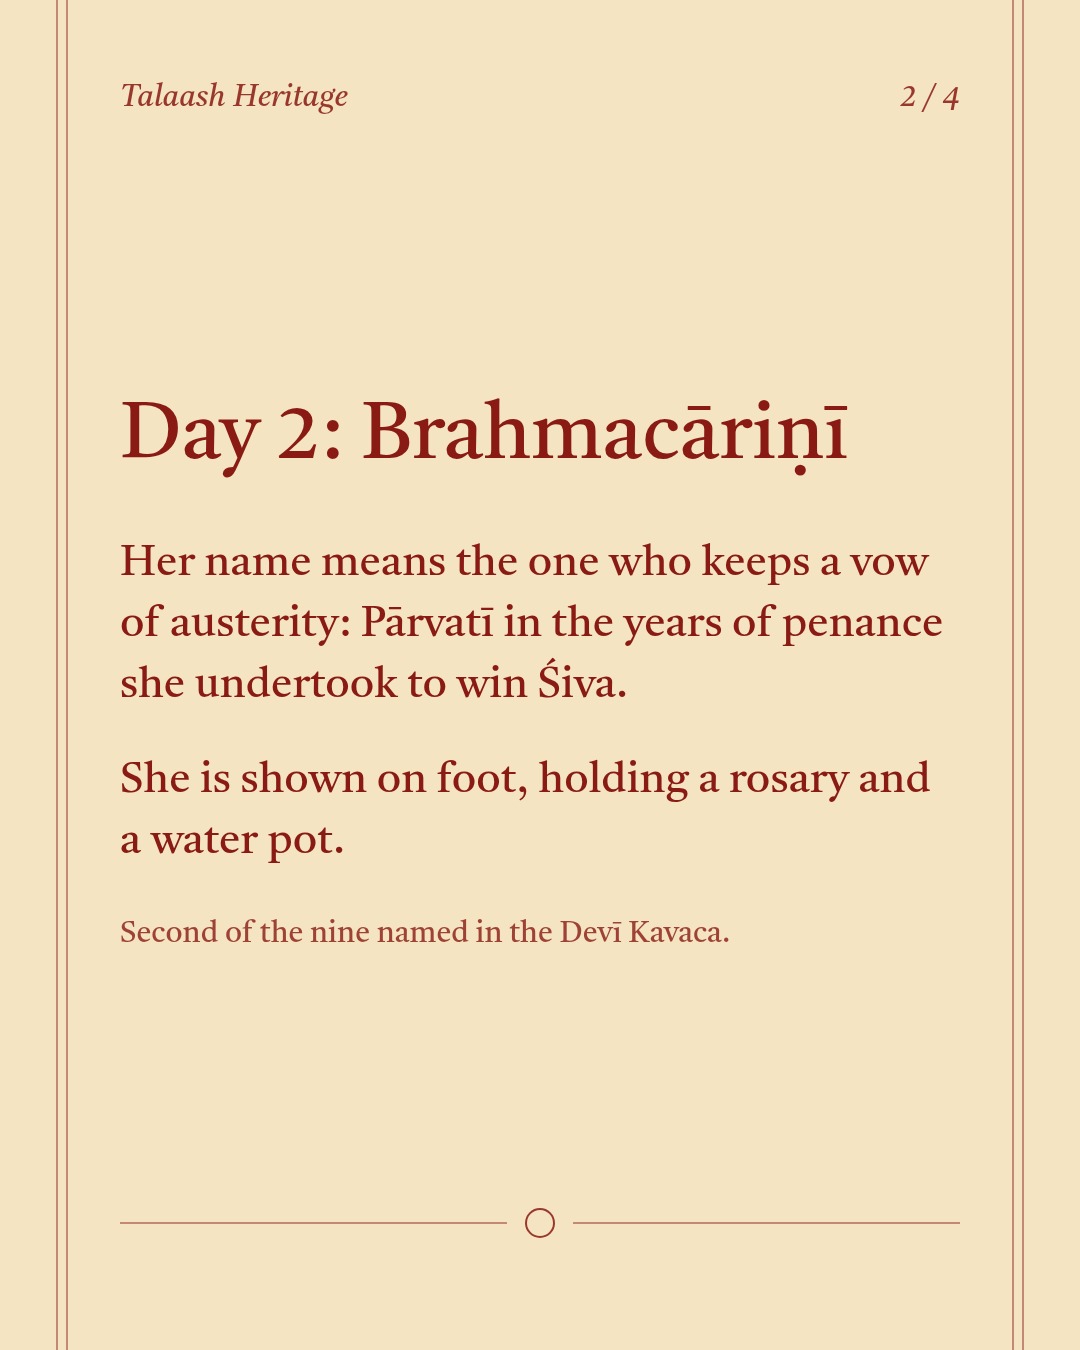 Talaash Heritage
2 / 4
Day 2: Brahmacāriṇī
Her name means the one who keeps a vow
of austerity: Pārvatī in the years of penance
she undertook to win Śiva.
She is shown on foot, holding a rosary and
a water pot.
Second of the nine named in the Devī Kavaca.